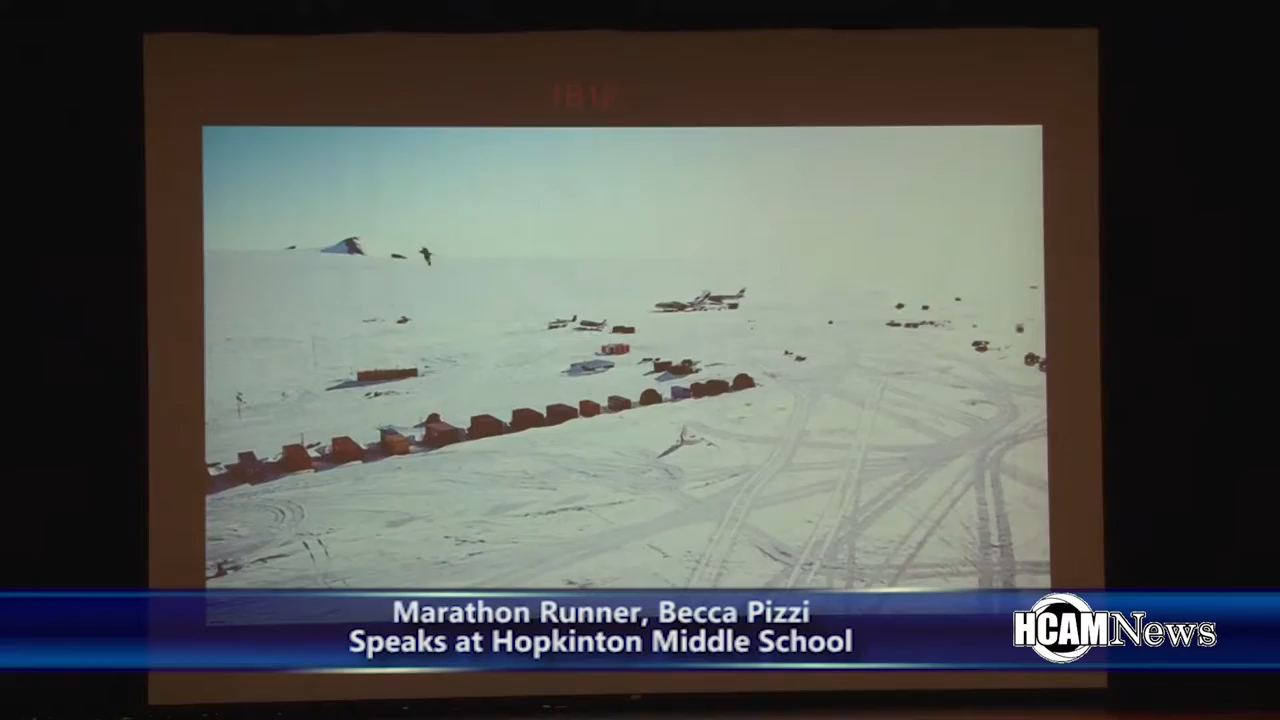 Marathon Runner, Becca Pizzi
Speaks at Hopkinton Middle School
HCAMNews